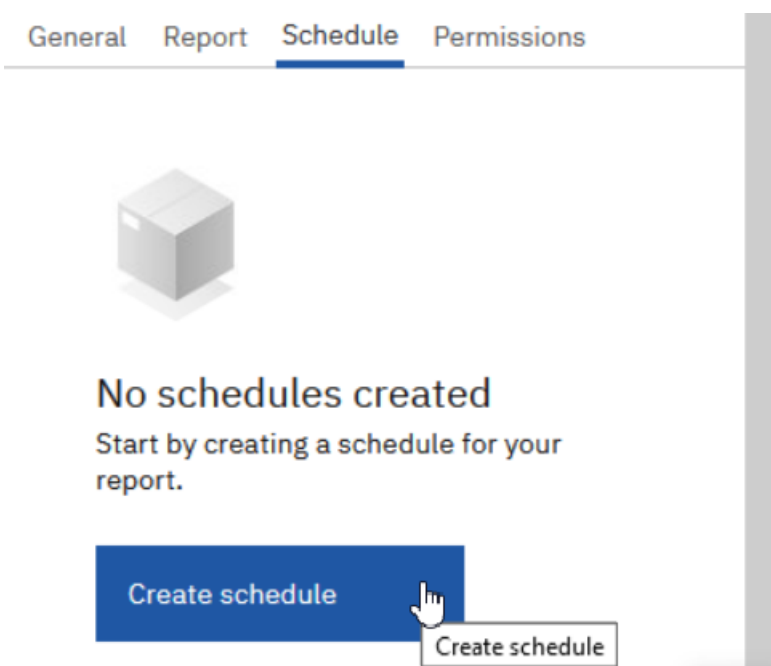 General Report Schedule Permissions
No schedules created
Start by creating a schedule for your
report.
Create schedule
Create schedule